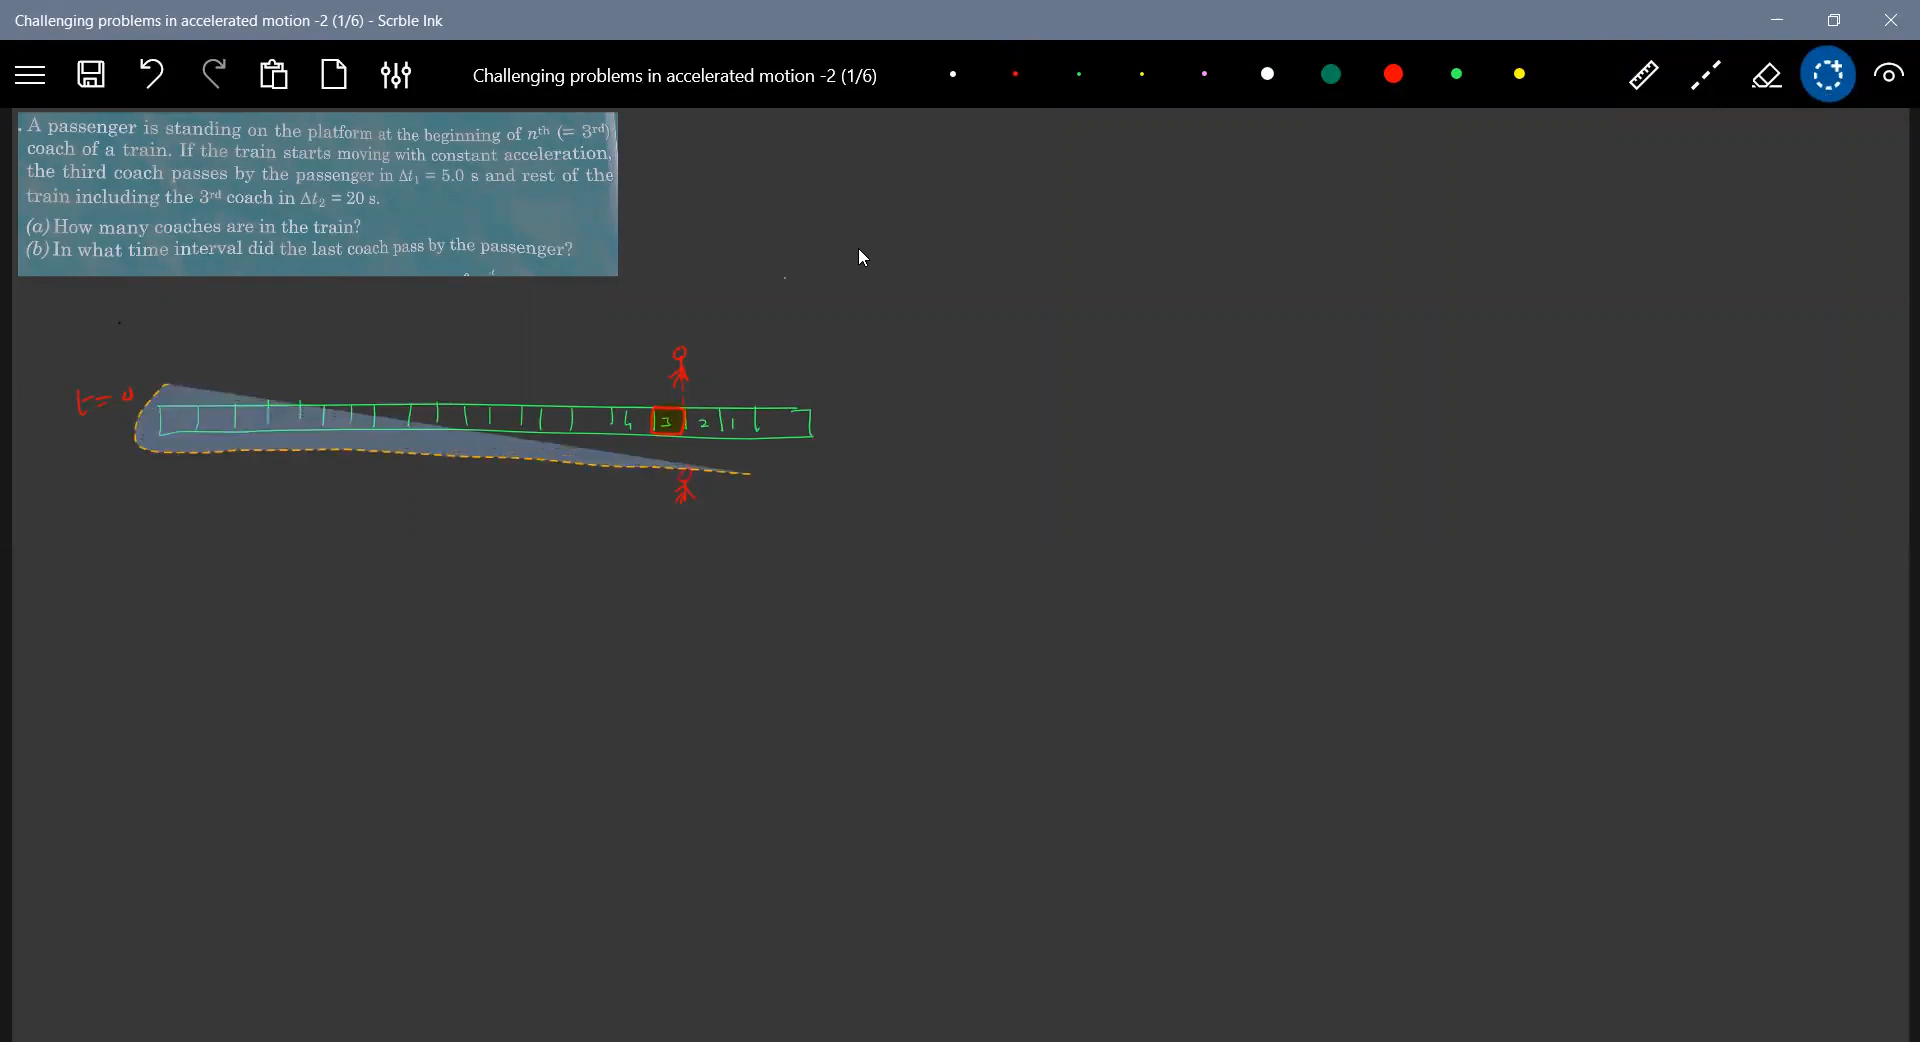 Challenging problems in accelerated motion -2 (1/6) - Scrble Ink
Challenging problems in accelerated motion -2 (1/6)
. A passenger is standing on the platform at the beginning of nᵗʰ (= 3ʳᵈ)
coach of a train. If the train starts moving with constant acceleration,
the third coach passes by the passenger in Δt₁ = 5.0 s and rest of the
train including the 3ʳᵈ coach in Δt₂ = 20 s.
(a) How many coaches are in the train?
(b) In what time interval did the last coach pass by the passenger?
t=0
4 3 2 1